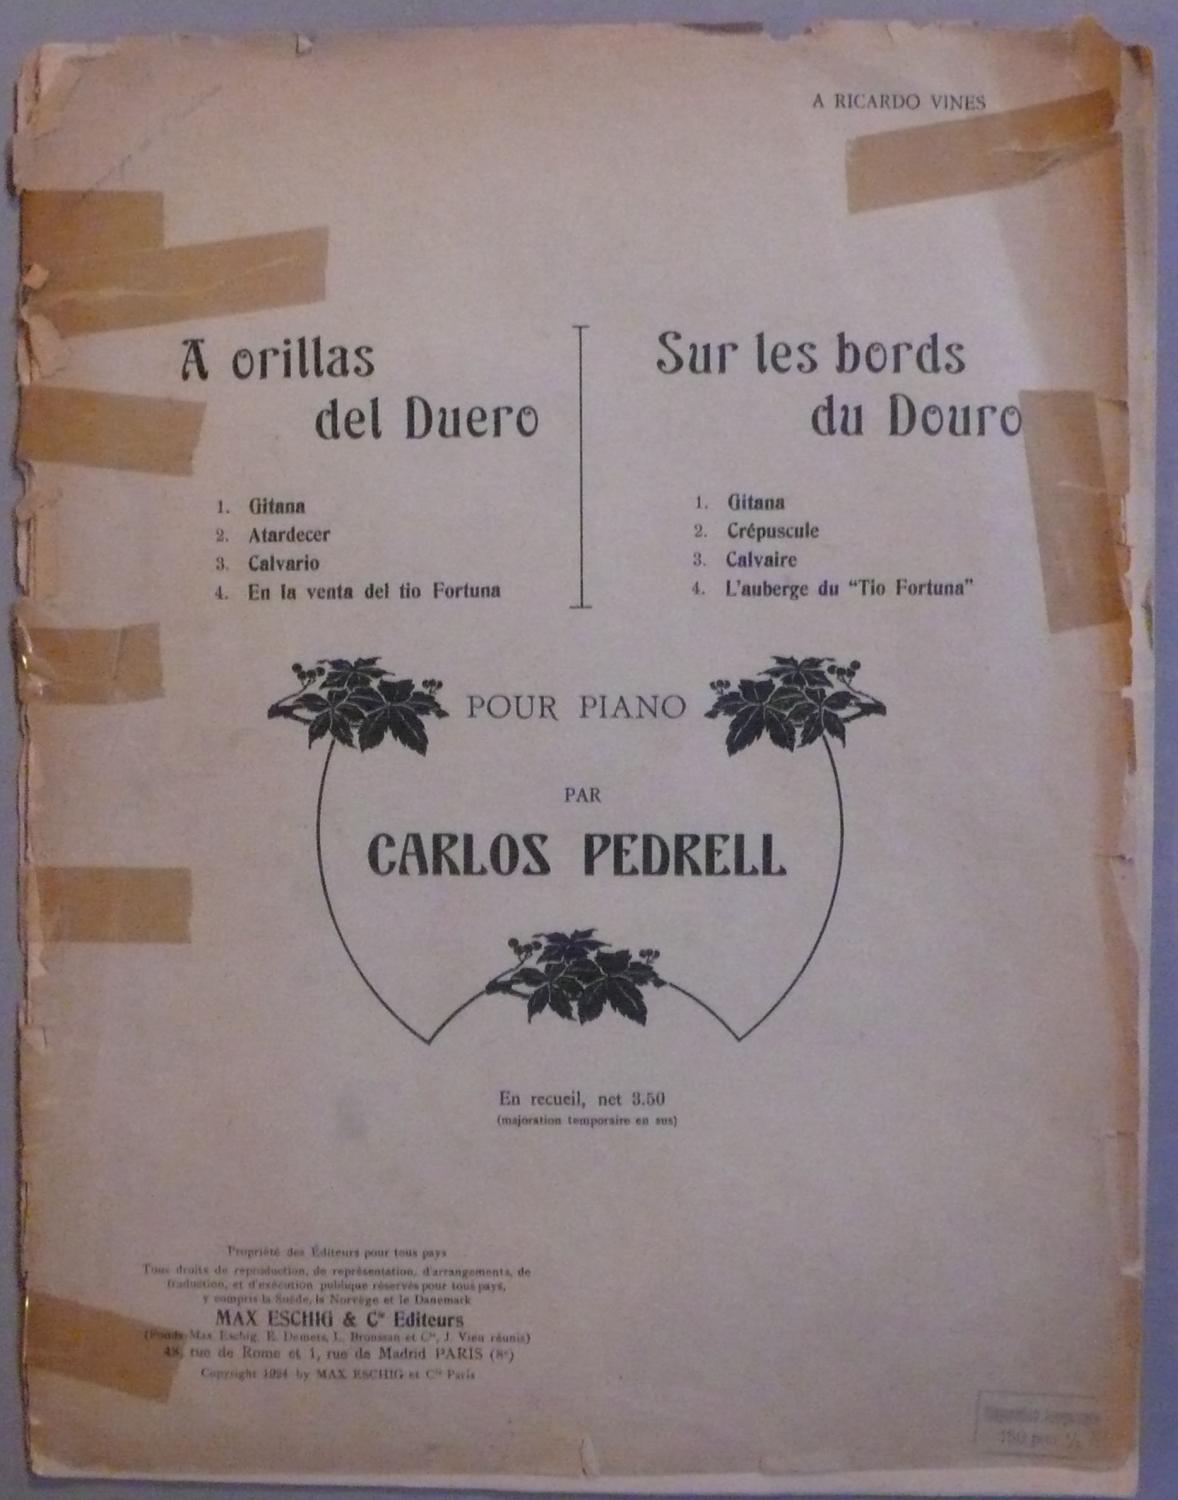 A RICARDO VINES
A orillas
del Duero
1. Gitana
2. Atardecer
3. Calvario
4. En la venta del tio Fortuna
Sur les bords
du Douro
1. Gitana
2. Crépuscule
3. Calvaire
4. L'auberge du “Tio Fortuna”
POUR PIANO
PAR
CARLOS PEDRELL
En recueil, net 3.50
(majoration temporaire en sus)
Propriété des Éditeurs pour tous pays
Tous droits de reproduction, de représentation, d'arrangements, de
traduction, et d'exécution publique réservés pour tous pays,
y compris la Suède, la Norvège et le Danemark
MAX ESCHIG & Cie Editeurs
(Fonds Max Eschig, E. Demets, L. Broussan et Cie, J. Vieu réunis)
48, rue de Rome et 1, rue de Madrid PARIS (8e)
Copyright 1924 by MAX ESCHIG et Cie Paris